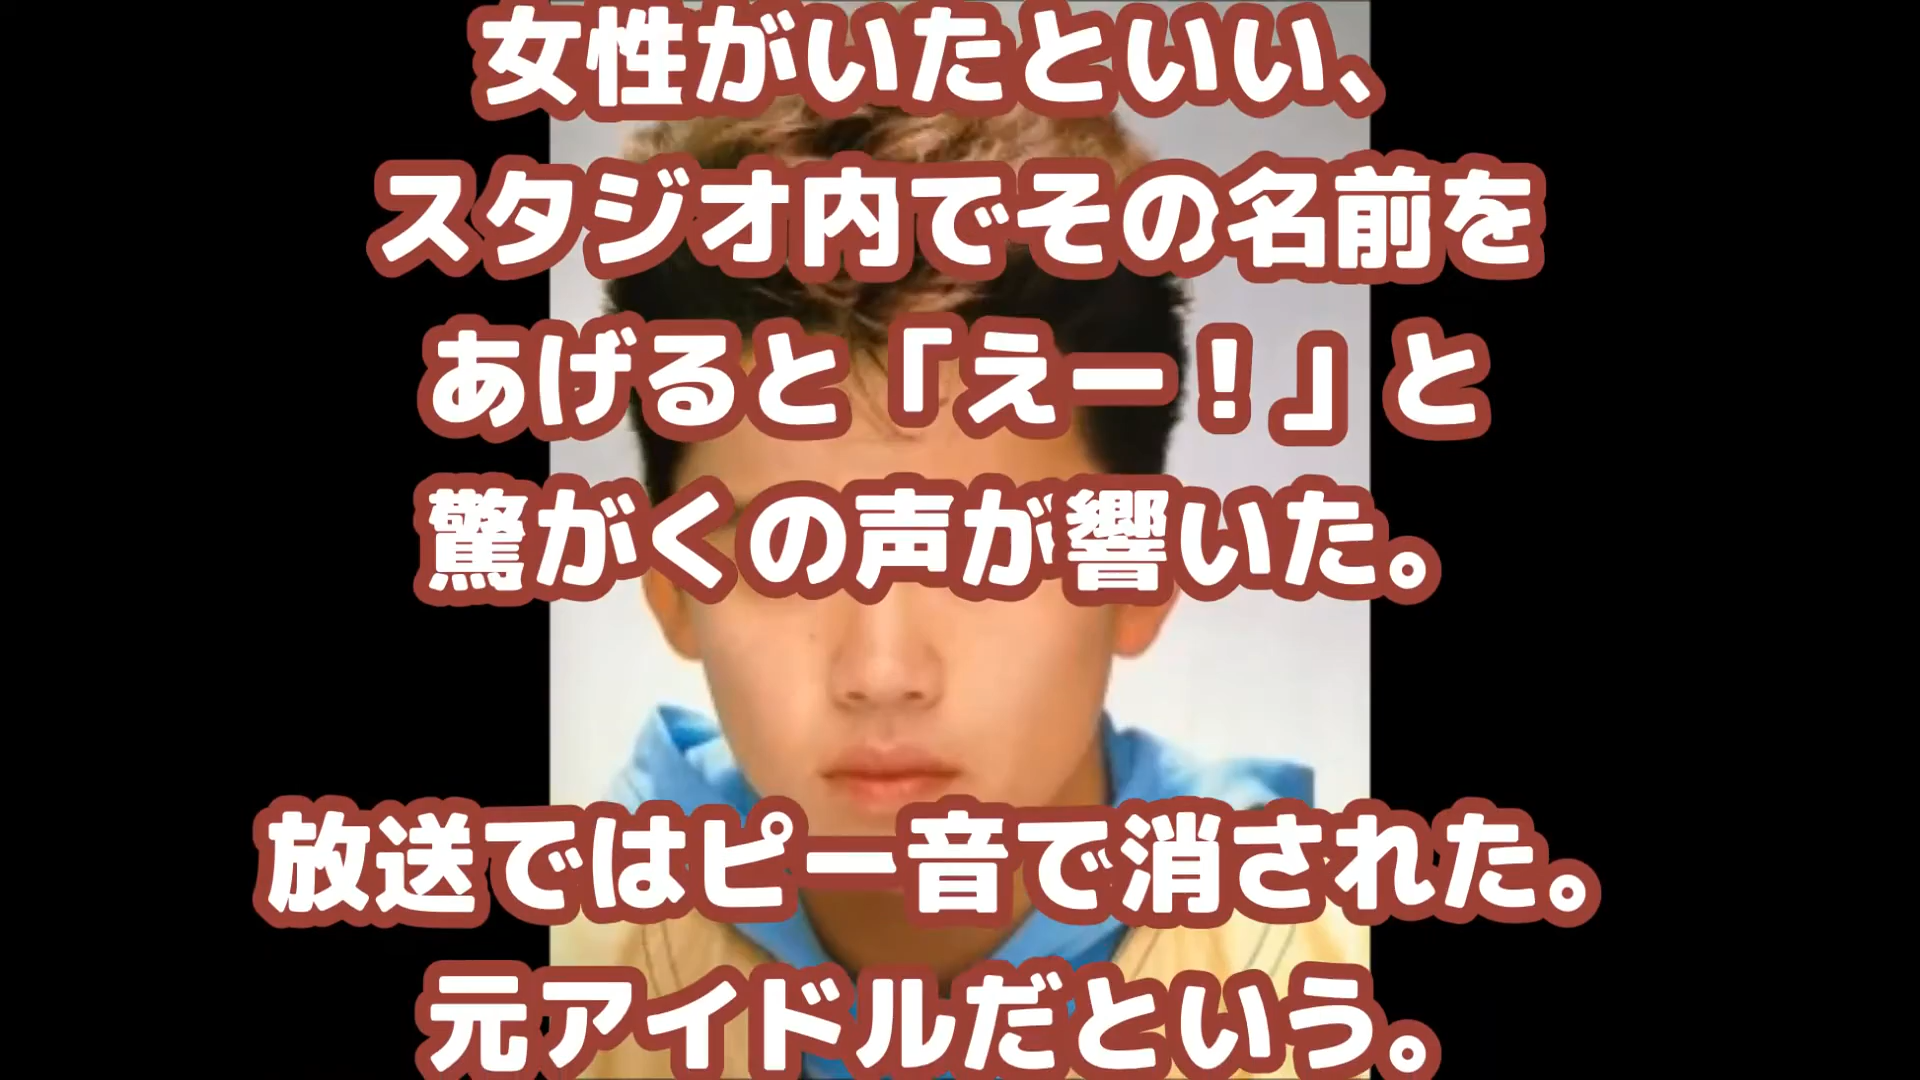 女性がいたといい、
スタジオ内でその名前を
あげると「えー！」と
驚がくの声が響いた。
放送ではピー音で消された。
元アイドルだという。